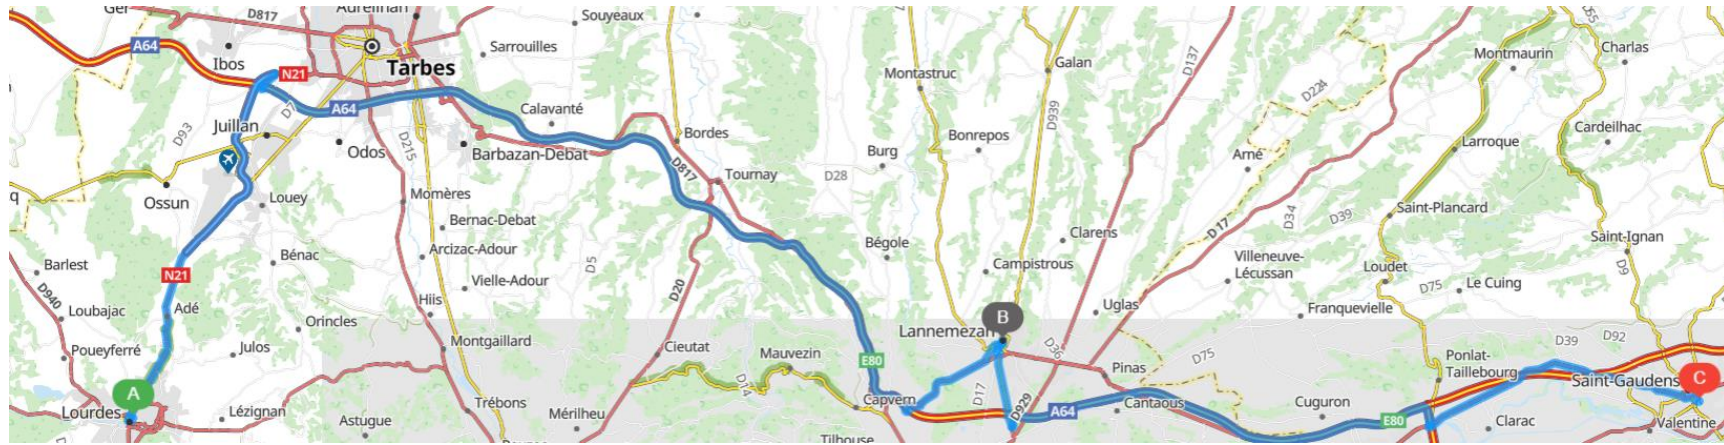 Ger
D817
Aureilhan
Souyeaux
A64
Ibos
Sarrouilles
Tarbes
N21
D7
A64
Calavanté
D93
Juillan
Odos
D215
Barbazan-Debat
Bordes
D817
Tournay
Ossun
Louey
Momères
Bernac-Debat
Arcizac-Adour
Vielle-Adour
D5
D20
Bénac
Barlest
N21
D940
Loubajac
Adé
Hiis
Orincles
Poueyferré
Julos
Montgaillard
A
Lourdes
Lézignan
Astugue
Trébons
Cieutat
Mérilheu
D14
Mauvezin
Montastruc
Galan
D137
D939
Bonrepos
Burg
D28
Bégole
Clarens
Campistrous
B
Lannemezan
Uglas
E80
Capvern
D17
D929
D36
Pinas
A64
Cantaous
Tilhouse
D75
D224
Arné
D17
D34
D39
Villeneuve-
Lécussan
Franquevielle
Montmaurin
Charlas
D55
Larroque
Cardeilhac
Saint-Plancard
Saint-Ignan
Loudet
D75
Le Cuing
D9
D39
D92
Ponlat-
Taillebourg
Saint-Gaudens
C
Cuguron
E80
Clarac
Valentine